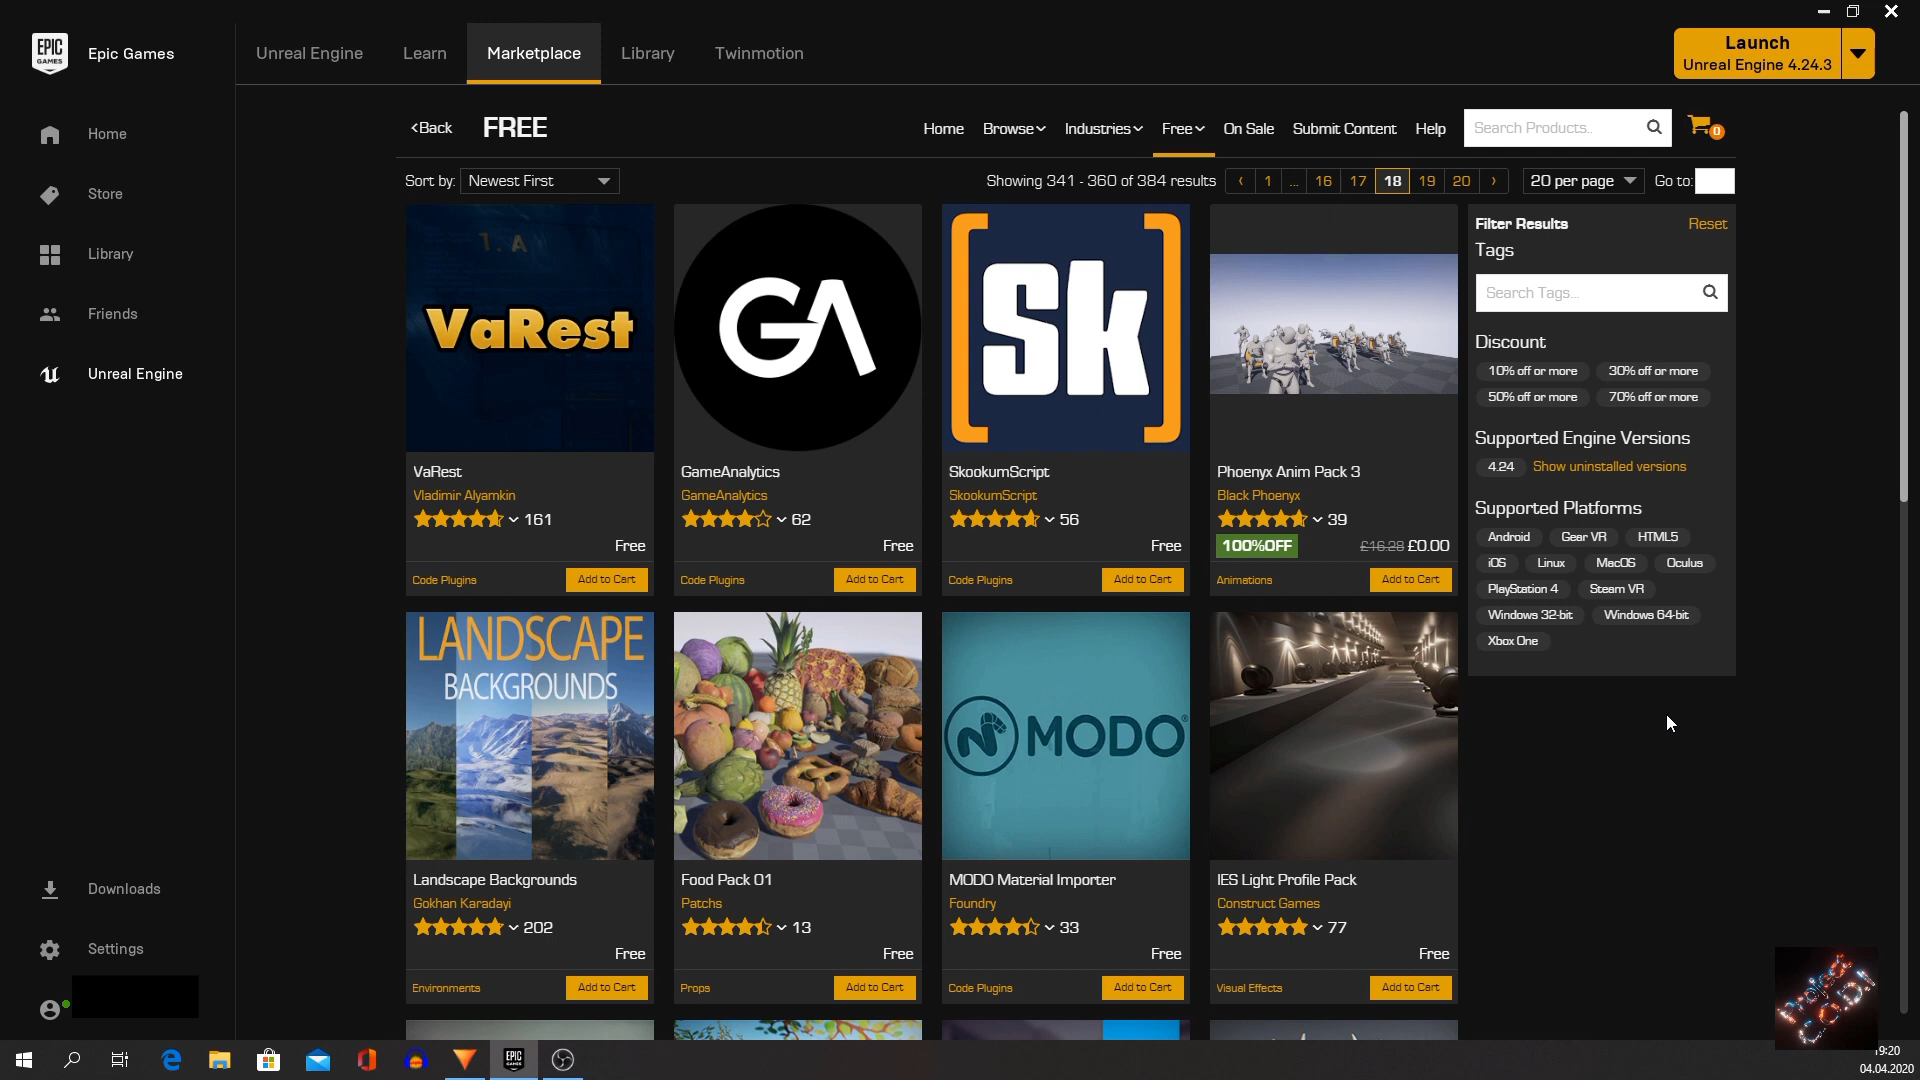 EPIC
GAMES
Epic Games
Unreal Engine
Learn
Marketplace
Library
Twinmotion
Launch
Unreal Engine 4.24.3
Home
Store
Library
Friends
Unreal Engine
Downloads
Settings
<Back
FREE
Home
Browse
Industries
Free
On Sale
Submit Content
Help
Search Products..
0
Sort by:
Newest First
Showing 341 - 360 of 384 results
1 ... 16 17 18 19 20
20 per page
Go to:
VaRest
GA
Sk
VaRest
Vladimir Alyamkin
161
Free
Code Plugins
Add to Cart
GameAnalytics
GameAnalytics
62
Free
Code Plugins
Add to Cart
SkookumScript
SkookumScript
56
Free
Code Plugins
Add to Cart
Phoenyx Anim Pack 3
Black Phoenyx
39
100%OFF
£16.28 £0.00
Animations
Add to Cart
LANDSCAPE
BACKGROUNDS
Landscape Backgrounds
Gokhan Karadayi
202
Free
Environments
Add to Cart
Food Pack 01
Patchs
13
Free
Props
Add to Cart
MODO
MODO Material Importer
Foundry
33
Free
Code Plugins
Add to Cart
IES Light Profile Pack
Construct Games
77
Free
Visual Effects
Add to Cart
Filter Results
Reset
Tags
Search Tags...
Discount
10% off or more
30% off or more
50% off or more
70% off or more
Supported Engine Versions
4.24
Show uninstalled versions
Supported Platforms
Android
Gear VR
HTML5
iOS
Linux
MacOS
Oculus
PlayStation 4
Steam VR
Windows 32-bit
Windows 64-bit
Xbox One
EPIC
GAMES
19:20
04.04.2020